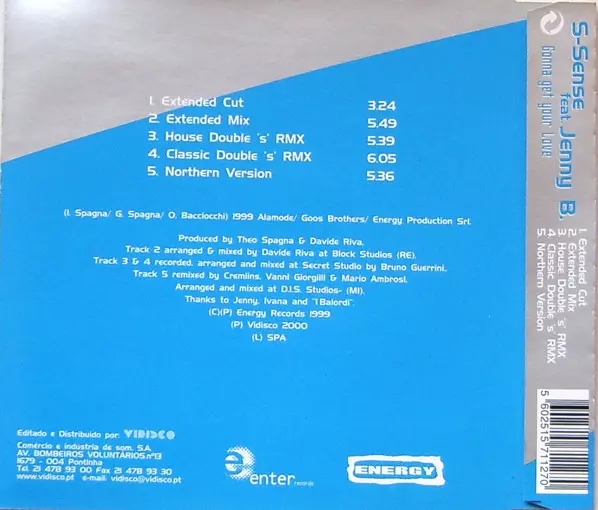 1. Extended Cut 3.24
2. Extended Mix 5.49
3. House Double 's' RMX 5.39
4. Classic Double 's' RMX 6.05
5. Northern Version 5.36
(I. Spagna/ G. Spagna/ O. Bacciocchi) 1999 Alamode/ Goos Brothers/ Energy Production Srl.
Produced by Theo Spagna & Davide Riva.
Track 2 arranged & mixed by Davide Riva at Block Studios (RE).
Track 3 & 4 recorded, arranged and mixed at Secret Studio by Bruno Guerrini.
Track 5 remixed by Cremlins, Vanni Giorgilli & Mario Ambrosi.
Arranged and mixed at D.I.S. Studios- (MI).
Thanks to Jenny, Ivana and "I Balordi".
(C)(P) Energy Records 1999
(P) Vidisco 2000
(L) SPA
Editado e Distribuído por: VIDISCO
Comércio e indústria de som, S.A.
AV. BOMBEIROS VOLUNTÁRIOS, nº13
1679 - 004 Pontinha
Tel. 21 478 93 00 Fax 21 478 93 30
www.vidisco.pt e-mail: vidisco@vidisco.pt
enter records
ENERGY
S-Sense
feat. Jenny B.
Gonna get your Love
1. Extended Cut
2. Extended Mix
3. House Double 's' RMX
4. Classic Double 's' RMX
5. Northern Version
5 602515 711270